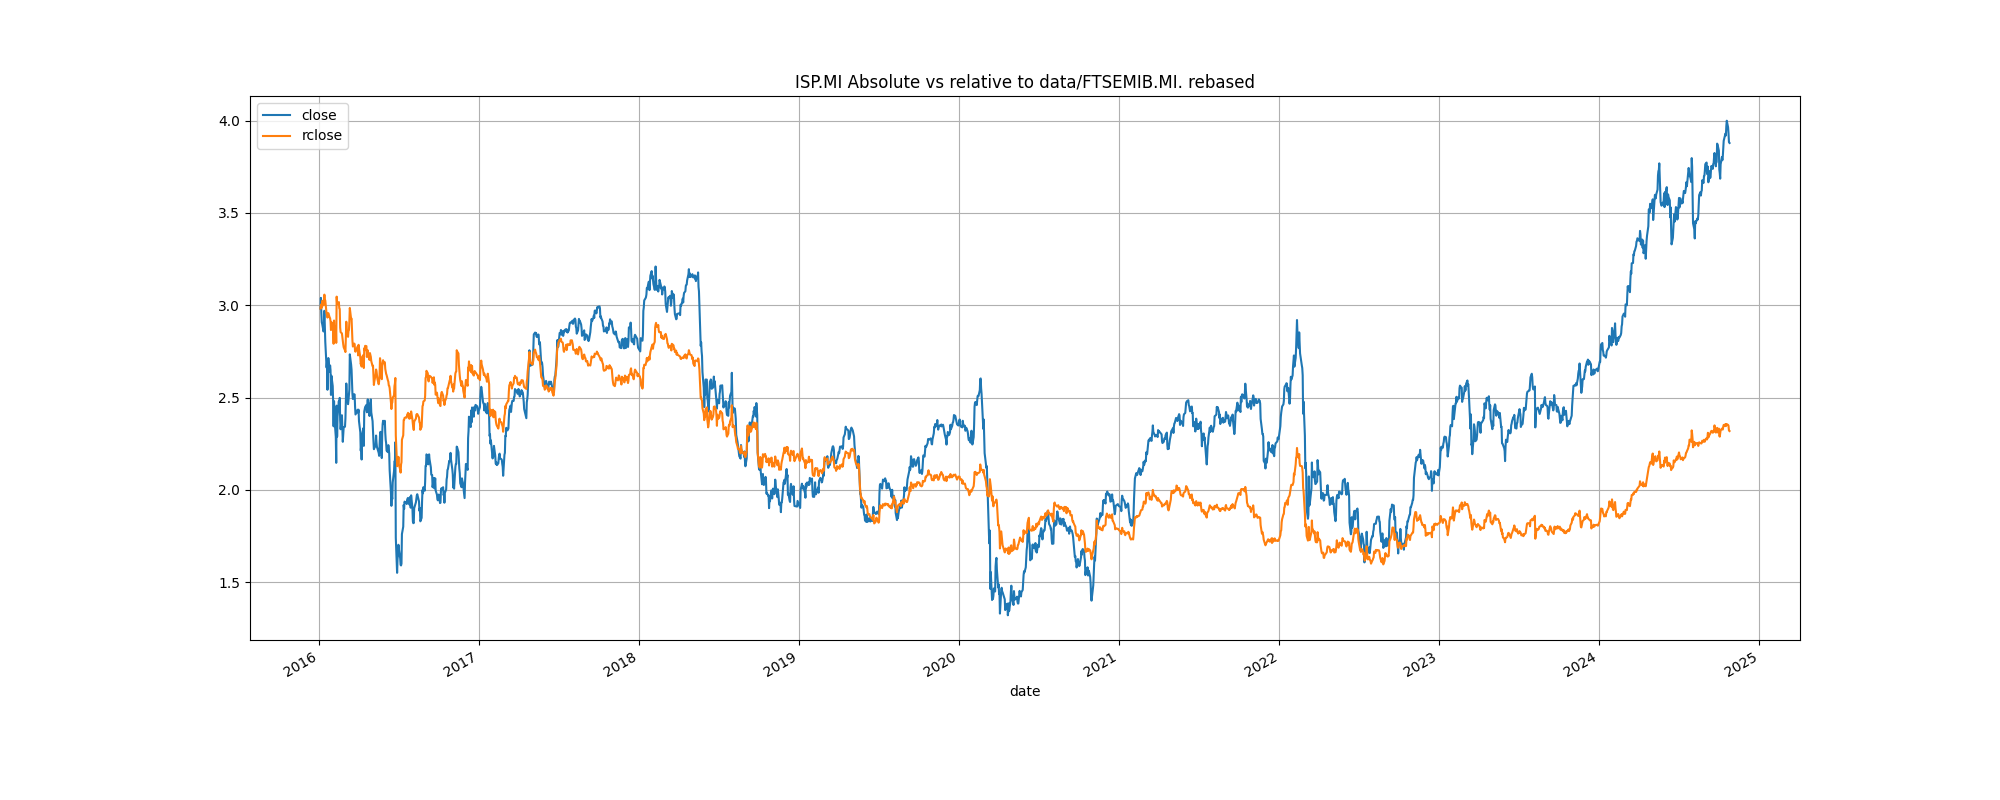 ISP.MI Absolute vs relative to data/FTSEMIB.MI. rebased
close
rclose
4.0
3.5
3.0
2.5
2.0
1.5
2016 2017 2018 2019 2020 2021 2022 2023 2024 2025
date